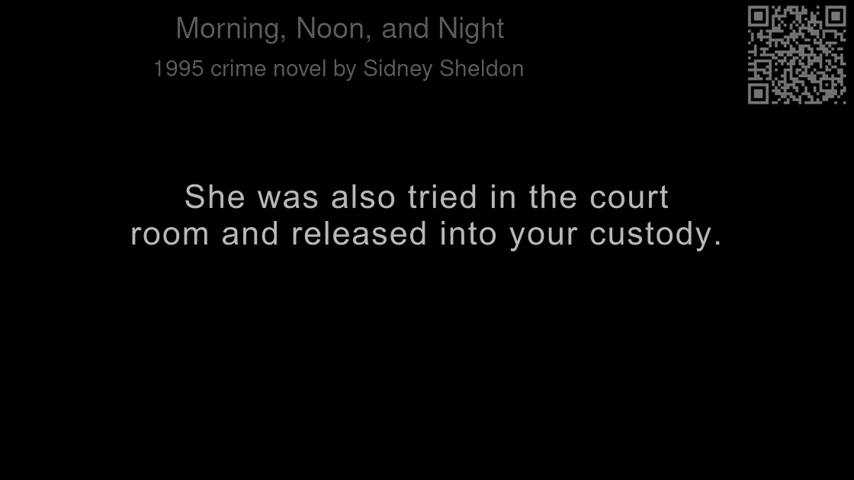 Morning, Noon, and Night
1995 crime novel by Sidney Sheldon
She was also tried in the court
room and released into your custody.